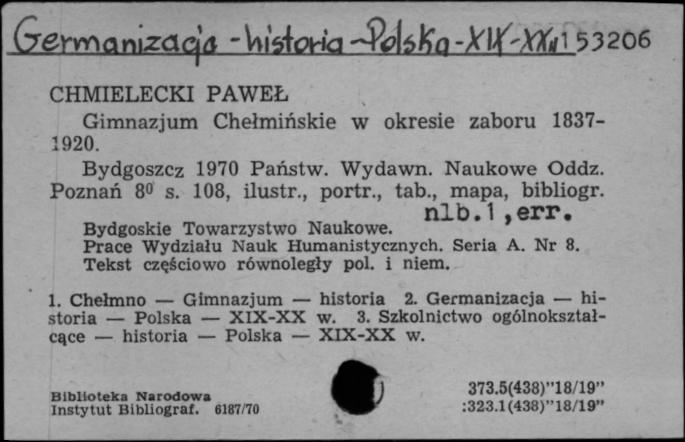 Germanizacja - historia - Polska - XIX - XX w 153206
CHMIELECKI PAWEŁ
Gimnazjum Chełmińskie w okresie zaboru 1837-
1920.
Bydgoszcz 1970 Państw. Wydawn. Naukowe Oddz.
Poznań 8⁰ s. 108, ilustr., portr., tab., mapa, bibliogr.
nlb.1,err.
Bydgoskie Towarzystwo Naukowe.
Prace Wydziału Nauk Humanistycznych. Seria A. Nr 8.
Tekst częściowo równoległy pol. i niem.
1. Chełmno — Gimnazjum — historia 2. Germanizacja — hi-
storia — Polska — XIX-XX w. 3. Szkolnictwo ogólnokształ-
cące — historia — Polska — XIX-XX w.
373.5(438)"18/19"
Biblioteka Narodowa
Instytut Bibliograf. 6187/70 :323.1(438)"18/19"